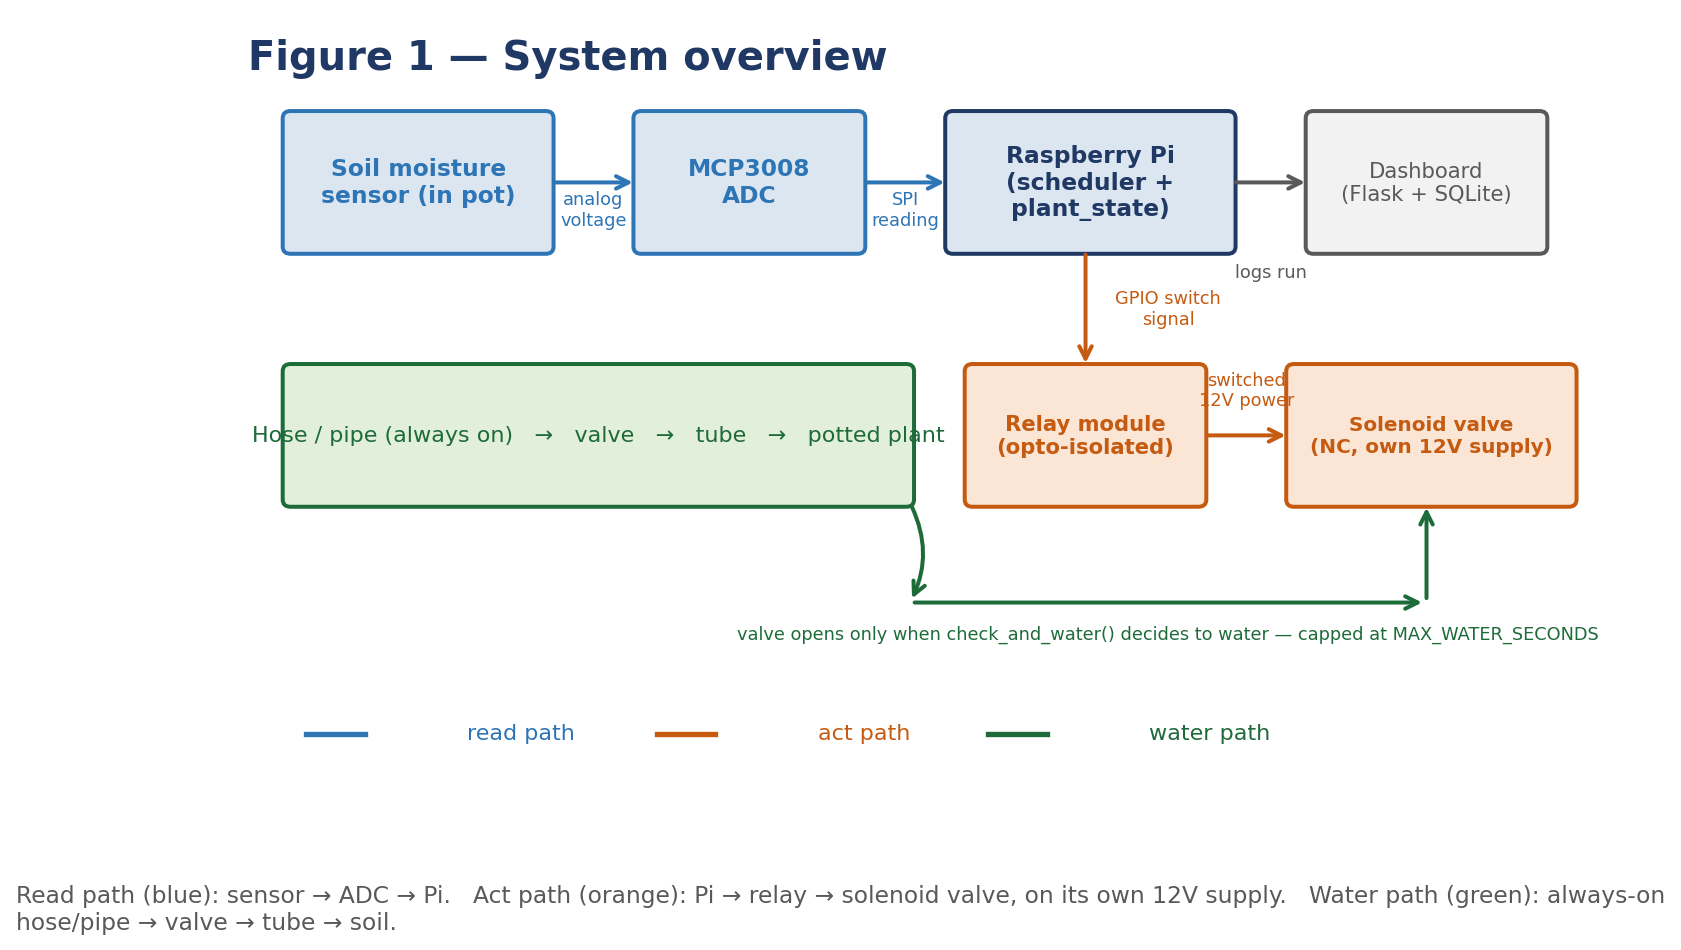 Figure 1 — System overview
Soil moisture
sensor (in pot)
analog
voltage
MCP3008
ADC
SPI
reading
Raspberry Pi
(scheduler +
plant_state)
Dashboard
(Flask + SQLite)
logs run
GPIO switch
signal
Hose / pipe (always on) → valve → tube → potted plant
Relay module
(opto-isolated)
switched
12V power
Solenoid valve
(NC, own 12V supply)
valve opens only when check_and_water() decides to water — capped at MAX_WATER_SECONDS
read path
act path
water path
Read path (blue): sensor → ADC → Pi. Act path (orange): Pi → relay → solenoid valve, on its own 12V supply. Water path (green): always-on
hose/pipe → valve → tube → soil.